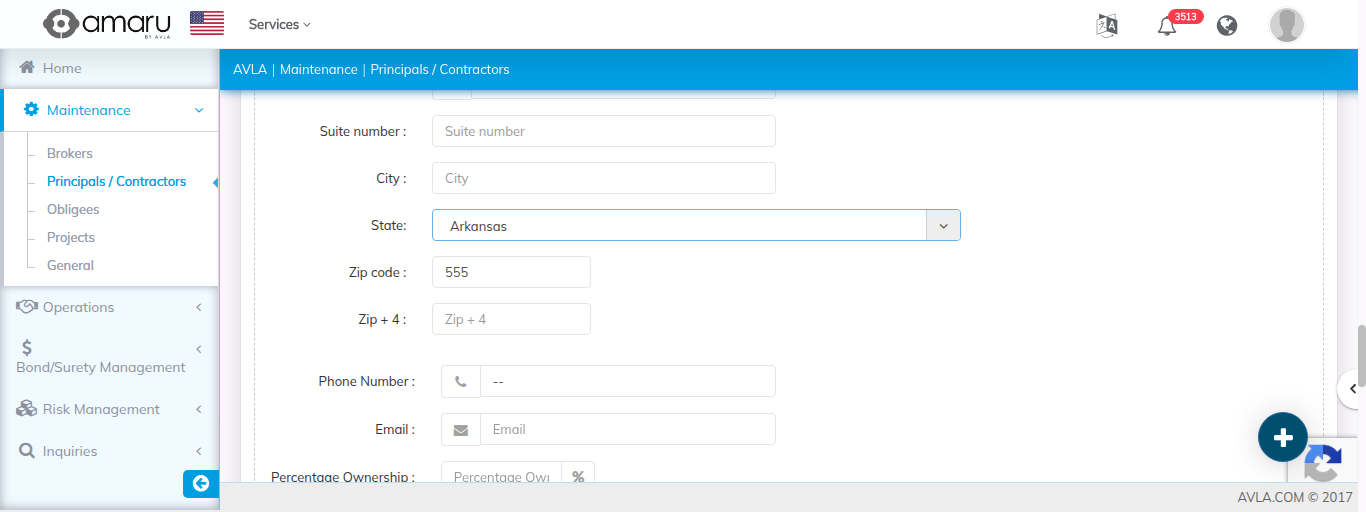 amaru
BY AVLA
Services
3513
Home
AVLA | Maintenance | Principals / Contractors
Maintenance
Brokers
Principals / Contractors
Obligees
Projects
General
Operations
Bond/Surety Management
Risk Management
Inquiries
Suite number :
Suite number
City :
City
State:
Arkansas
Zip code :
555
Zip + 4 :
Zip + 4
Phone Number :
--
Email :
Email
Percentage Ownership :
Percentage Ow
%
AVLA.COM © 2017